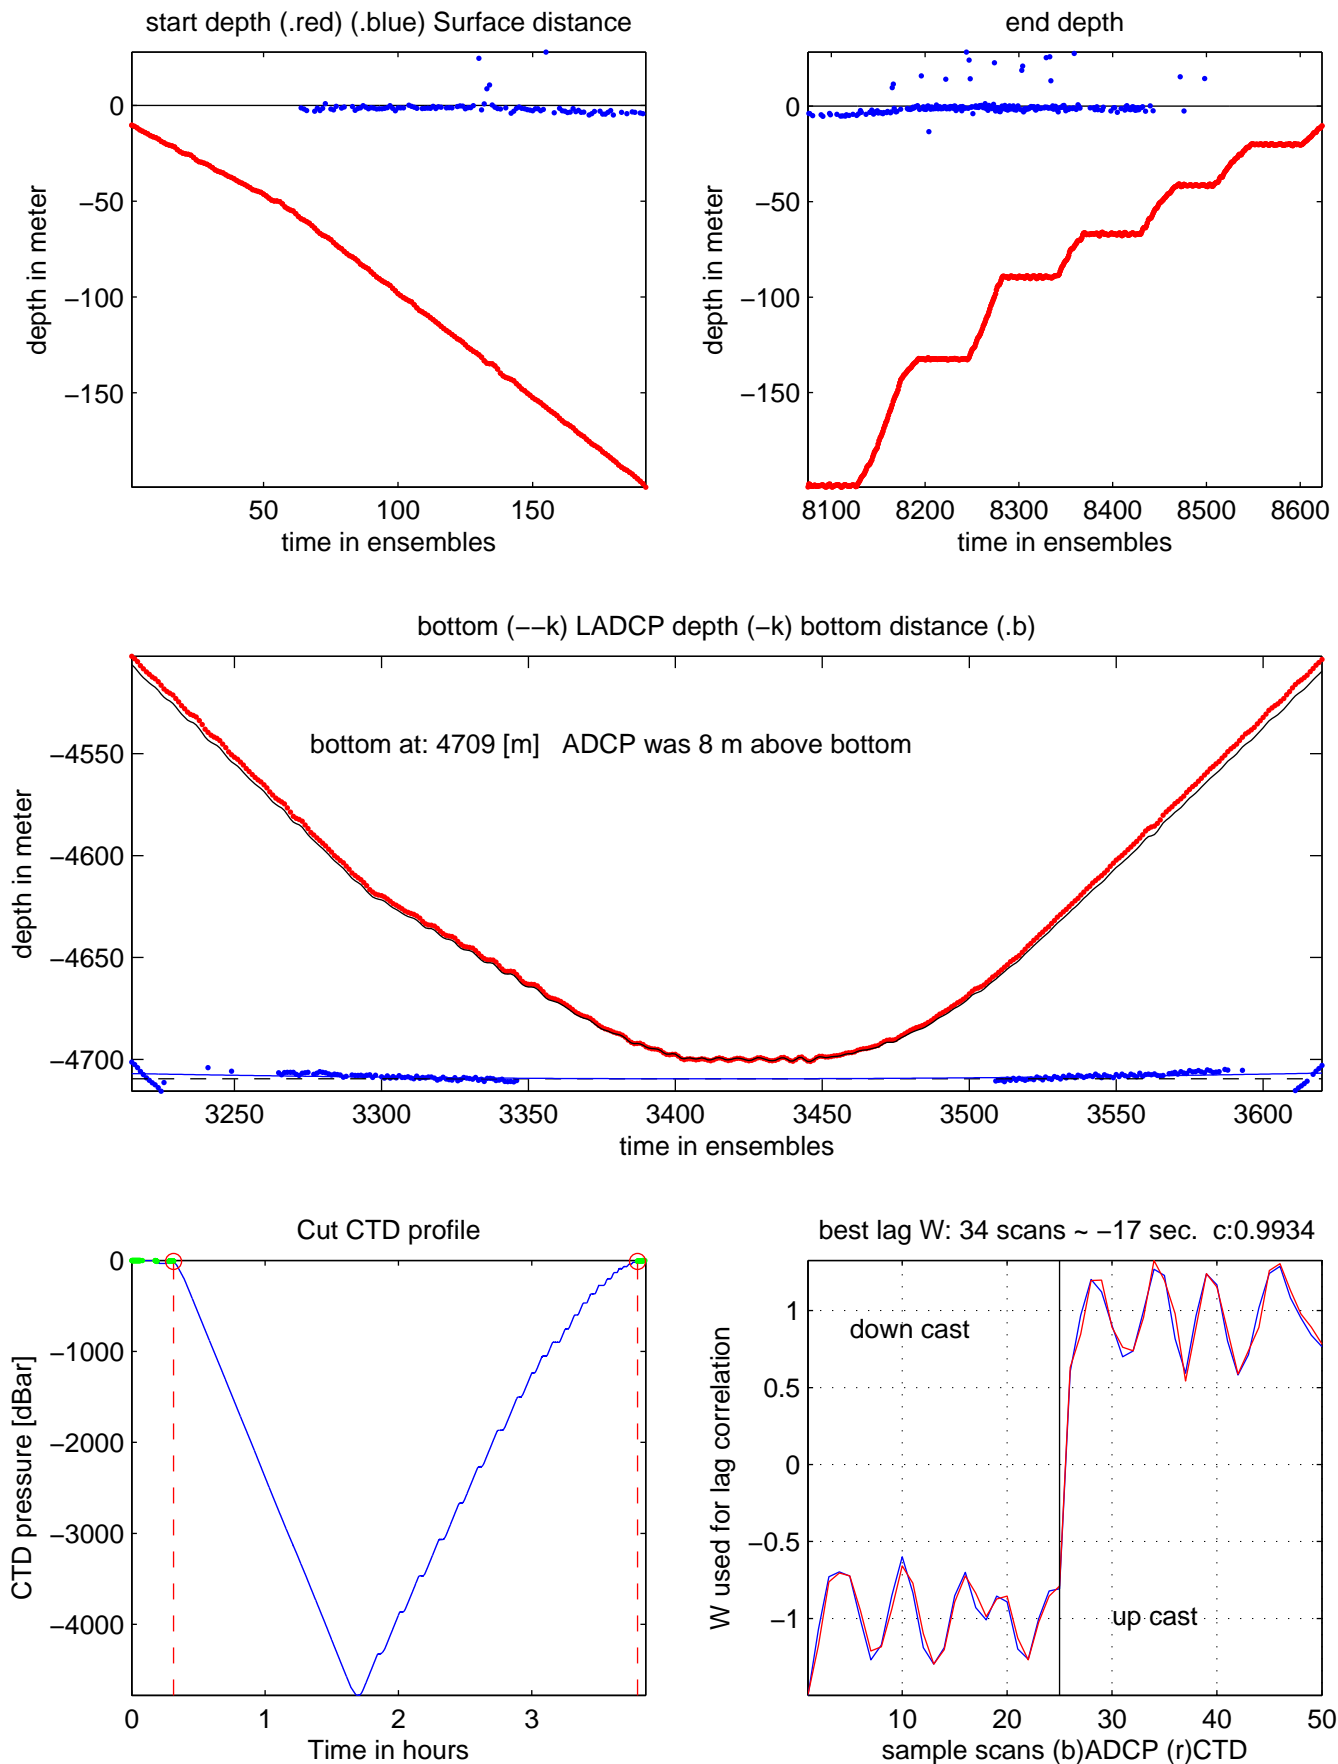 start depth (.red) (.blue) Surface distance
end depth
0
−50
−100
−150
depth in meter
50 100 150
time in ensembles
0
−50
−100
−150
depth in meter
8100 8200 8300 8400 8500 8600
time in ensembles
bottom (−−k) LADCP depth (−k) bottom distance (.b)
bottom at: 4709 [m] ADCP was 8 m above bottom
−4550
−4600
−4650
−4700
depth in meter
3250 3300 3350 3400 3450 3500 3550 3600
time in ensembles
Cut CTD profile
0
−1000
−2000
−3000
−4000
CTD pressure [dBar]
0 1 2 3
Time in hours
best lag W: 34 scans ~ −17 sec. c:0.9934
1
0.5
0
−0.5
−1
W used for lag correlation
down cast
up cast
10 20 30 40 50
sample scans (b)ADCP (r)CTD